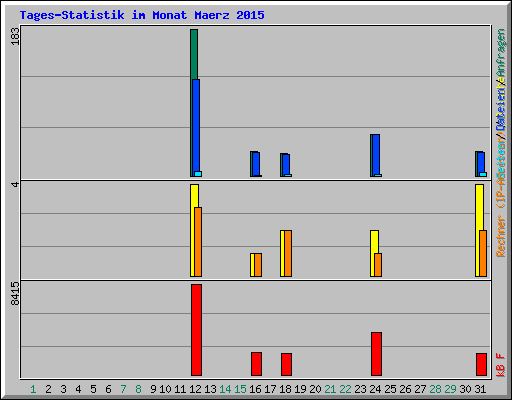 Tages-Statistik im Monat Maerz 2015
183
4
8415
/Dateien/Anfragen
Rechner (IP-A
kB F
1 2 3 4 5 6 7 8 9 10 11 12 13 14 15 16 17 18 19 20 21 22 23 24 25 26 27 28 29 30 31